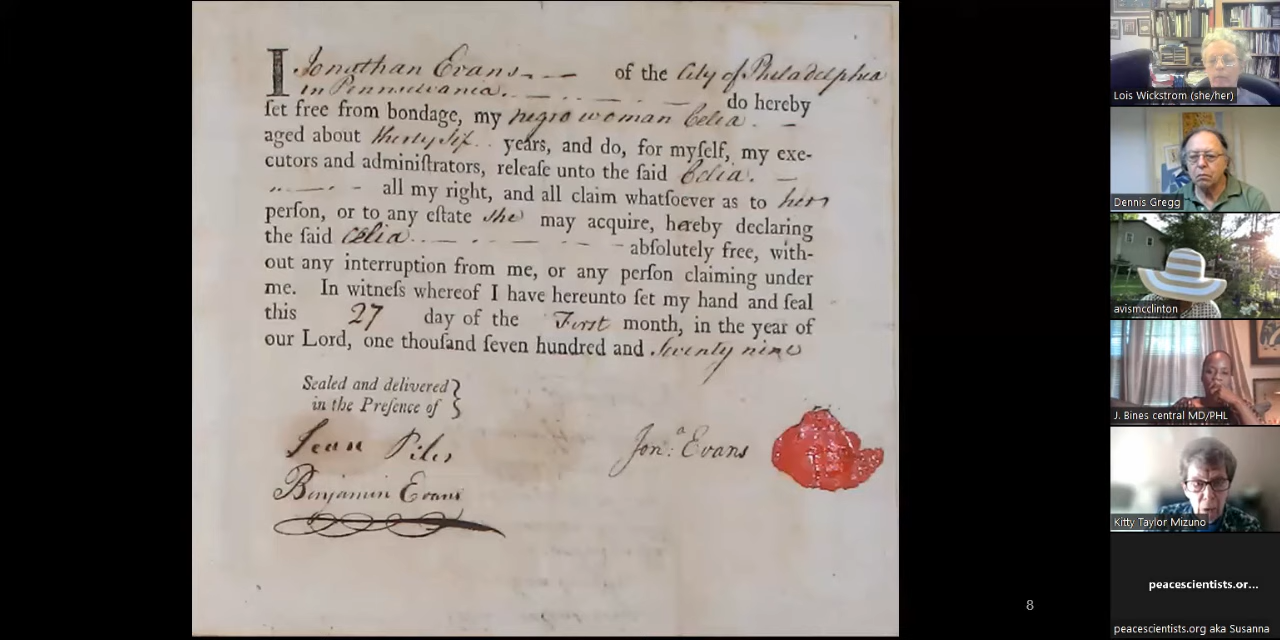 I Jonathan Evans of the City of Philadelphia
in Pennsilvania. do hereby
ſet free from bondage, my negro woman Celia
aged about thirty ſix years, and do, for myſelf, my exe-
cutors and adminiſtrators, releaſe unto the ſaid Celia.
all my right, and all claim whatſoever as to hers
perſon, or to any eſtate she may acquire, hereby declaring
the ſaid Celia absolutely free, with-
out any interruption from me, or any perſon claiming under
me. In witneſs whereof I have hereunto ſet my hand and ſeal
this 27 day of the First month, in the year of
our Lord, one thouſand ſeven hundred and Seventy nine
Sealed and delivered
in the Preſence of
Jon.a Evans
Benjamin Evans
8
Lois Wickstrom (she/her)
Dennis Gregg
avismcclinton
J. Bines central MD/PHL
Kitty Taylor Mizuno
peacescientists.or...
peacescientists.org aka Susanna